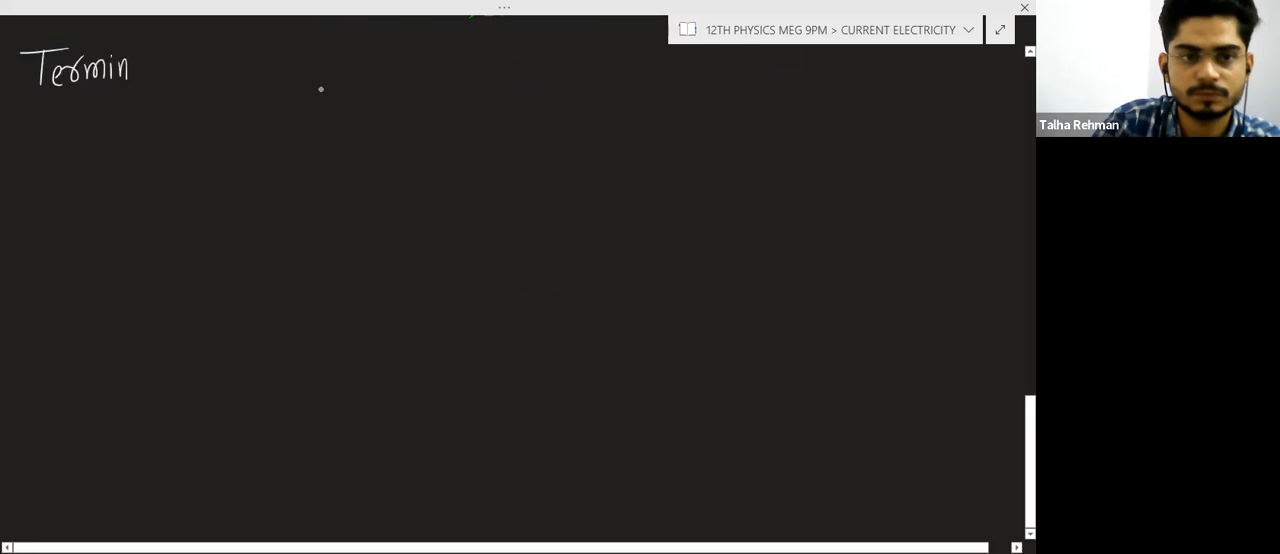 12TH PHYSICS MEG 9PM > CURRENT ELECTRICITY
Termin
Talha Rehman